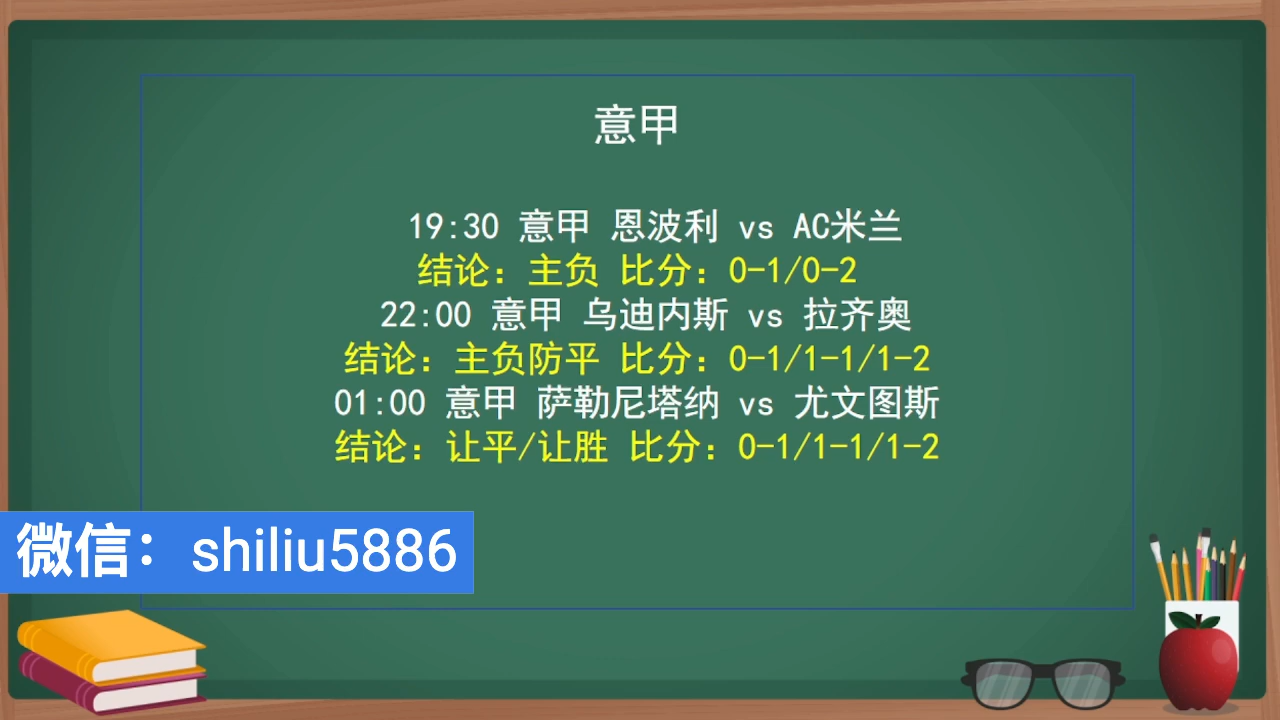 意甲
19:30 意甲 恩波利 vs AC米兰
结论：主负 比分：0-1/0-2
22:00 意甲 乌迪内斯 vs 拉齐奥
结论：主负防平 比分：0-1/1-1/1-2
01:00 意甲 萨勒尼塔纳 vs 尤文图斯
结论：让平/让胜 比分：0-1/1-1/1-2
微信：shiliu5886